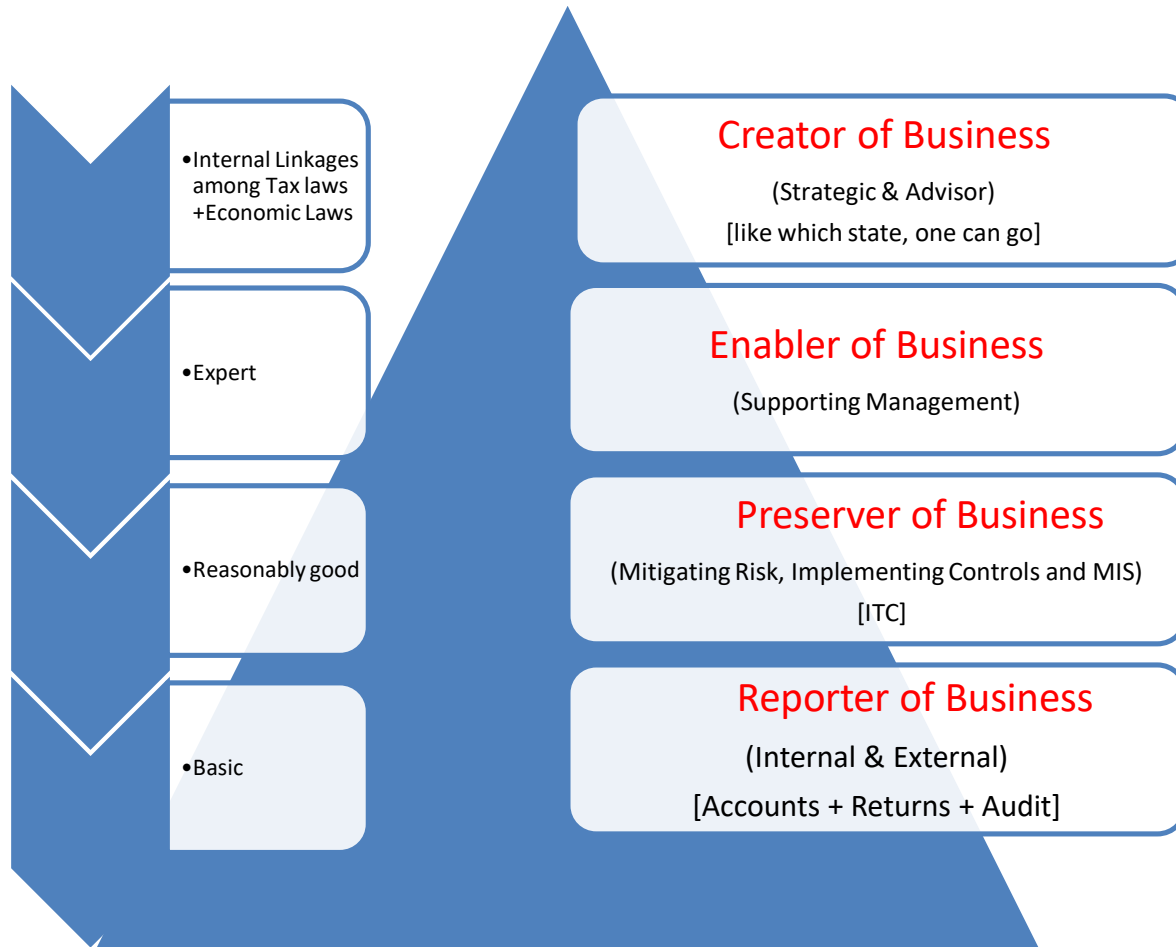 •Internal Linkages
among Tax laws
+Economic Laws
Creator of Business
(Strategic & Advisor)
[like which state, one can go]
•Expert
Enabler of Business
(Supporting Management)
•Reasonably good
Preserver of Business
(Mitigating Risk, Implementing Controls and MIS)
[ITC]
•Basic
Reporter of Business
(Internal & External)
[Accounts + Returns + Audit]